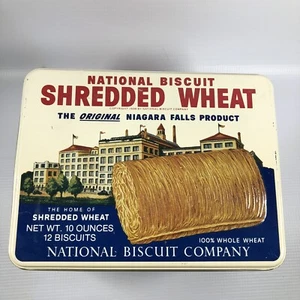 NATIONAL BISCUIT
SHREDDED WHEAT
THE ORIGINAL NIAGARA FALLS PRODUCT
THE HOME OF
SHREDDED WHEAT
NET WT. 10 OUNCES
12 BISCUITS
100% WHOLE WHEAT
NATIONAL BISCUIT COMPANY